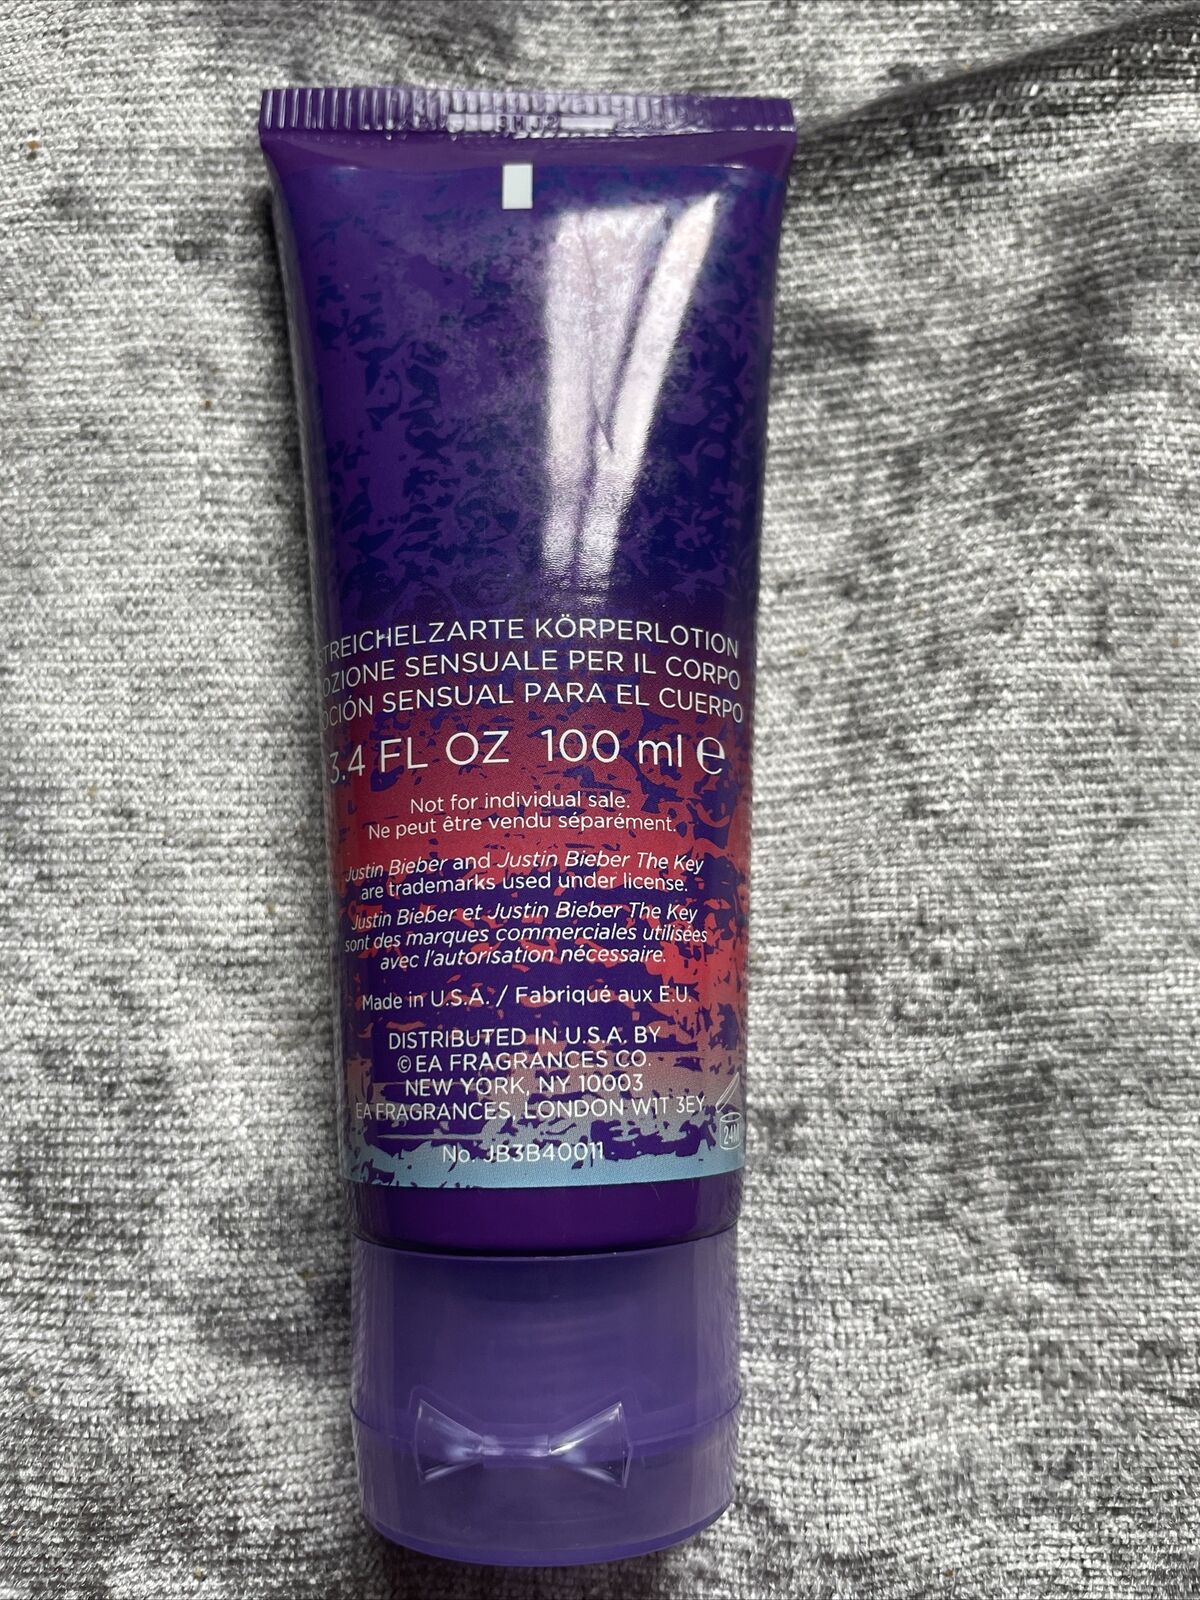 STREICHELZARTE KÖRPERLOTION
OZIONE SENSUALE PER IL CORPO
OCIÓN SENSUAL PARA EL CUERPO
3.4 FL OZ 100 ml ℮
Not for individual sale.
Ne peut être vendu séparément.
Justin Bieber and Justin Bieber The Key
are trademarks used under license.
Justin Bieber et Justin Bieber The Key
sont des marques commerciales utilisées
avec l'autorisation nécessaire.
Made in U.S.A. / Fabriqué aux E.U.
DISTRIBUTED IN U.S.A. BY
© EA FRAGRANCES CO.
NEW YORK, NY 10003
EA FRAGRANCES, LONDON W1T 3EY
24M
No. JB3B40011